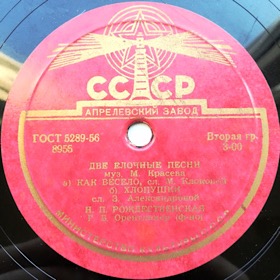 СССР
АПРЕЛЕВСКИЙ ЗАВОД
ГОСТ 5289-56
8955
Вторая гр.
3-00
ДВЕ ЕЛОЧНЫЕ ПЕСНИ
муз. М. Красева
а) КАК ВЕСЕЛО, сл.
б) ХЛОПУШКИ
сл. З. Александровой
В. П. РОЖДЕСТВЕНСКАЯ